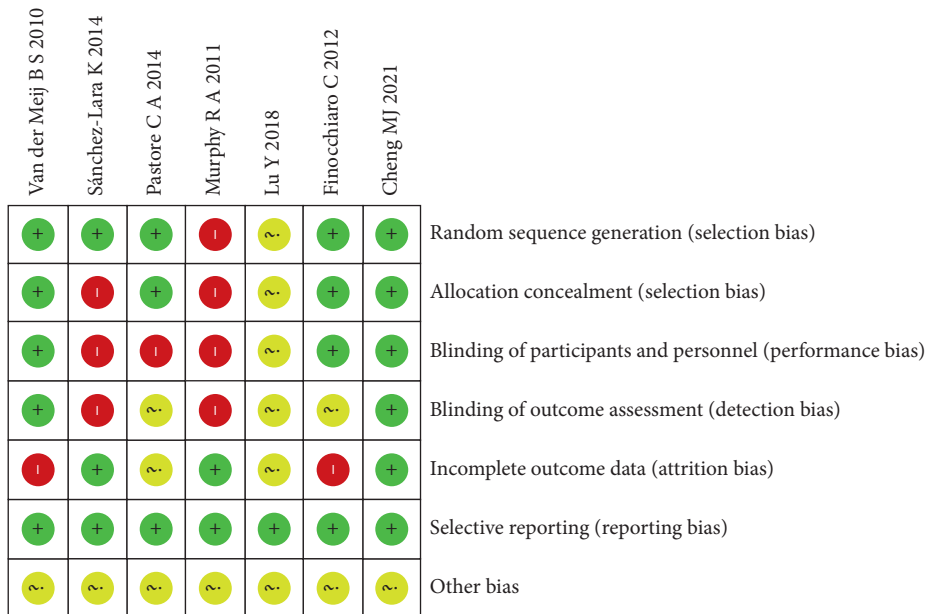 Van der Meij B S 2010
Sánchez-Lara K 2014
Pastore C A 2014
Murphy R A 2011
Lu Y 2018
Finocchiaro C 2012
Cheng MJ 2021
+ + + – ? + +
Random sequence generation (selection bias)
+ – + – ? + +
Allocation concealment (selection bias)
+ – – – ? + +
Blinding of participants and personnel (performance bias)
+ – ? – ? ? +
Blinding of outcome assessment (detection bias)
– + ? + ? – +
Incomplete outcome data (attrition bias)
+ + + + + + +
Selective reporting (reporting bias)
? ? ? ? ? ? ?
Other bias